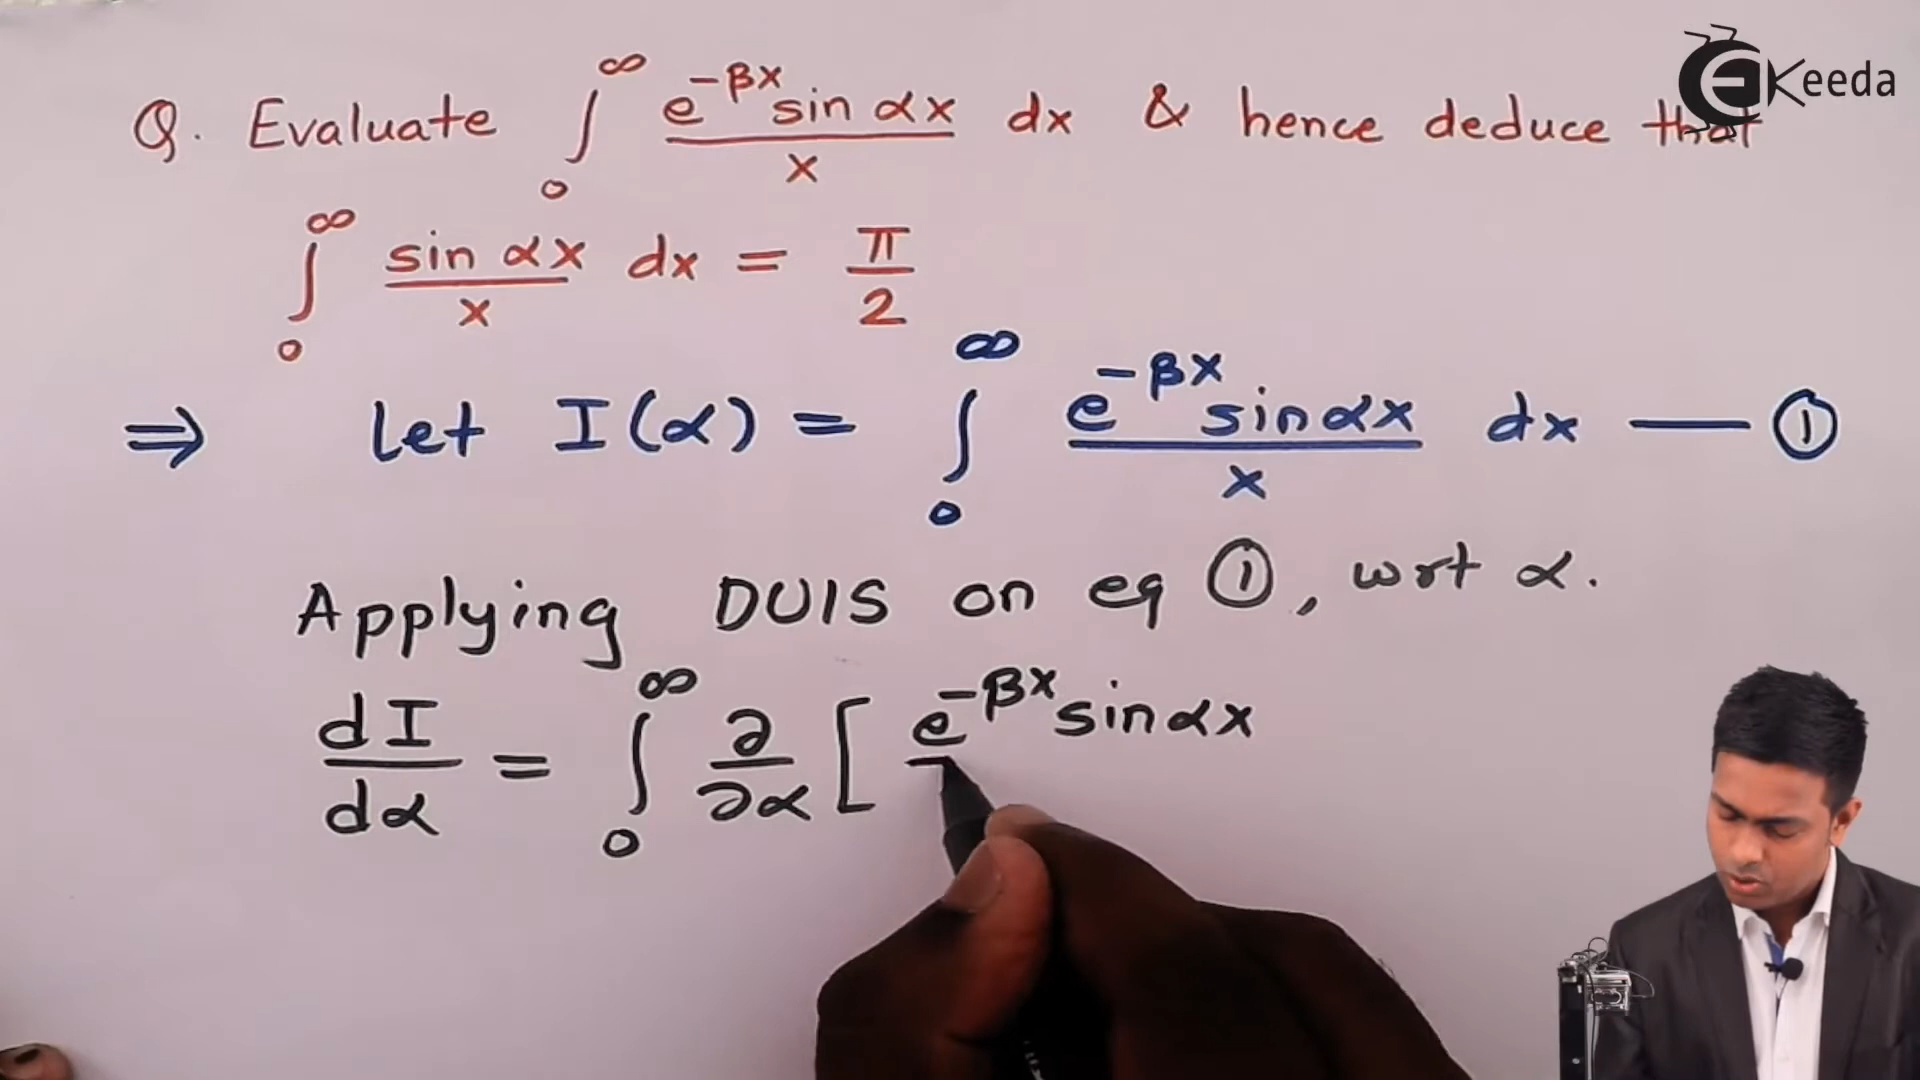 EKeeda
Q. Evaluate ∫₀^∞ e^(-βx) sin αx / x dx & hence deduce that
∫₀^∞ sin αx / x dx = π/2
⇒ Let I(α) = ∫₀^∞ e^(-βx) sin αx / x dx — ①
Applying DUIS on eq ①, wrt α.
dI/dα = ∫₀^∞ ∂/∂α [ e^(-βx) sin αx